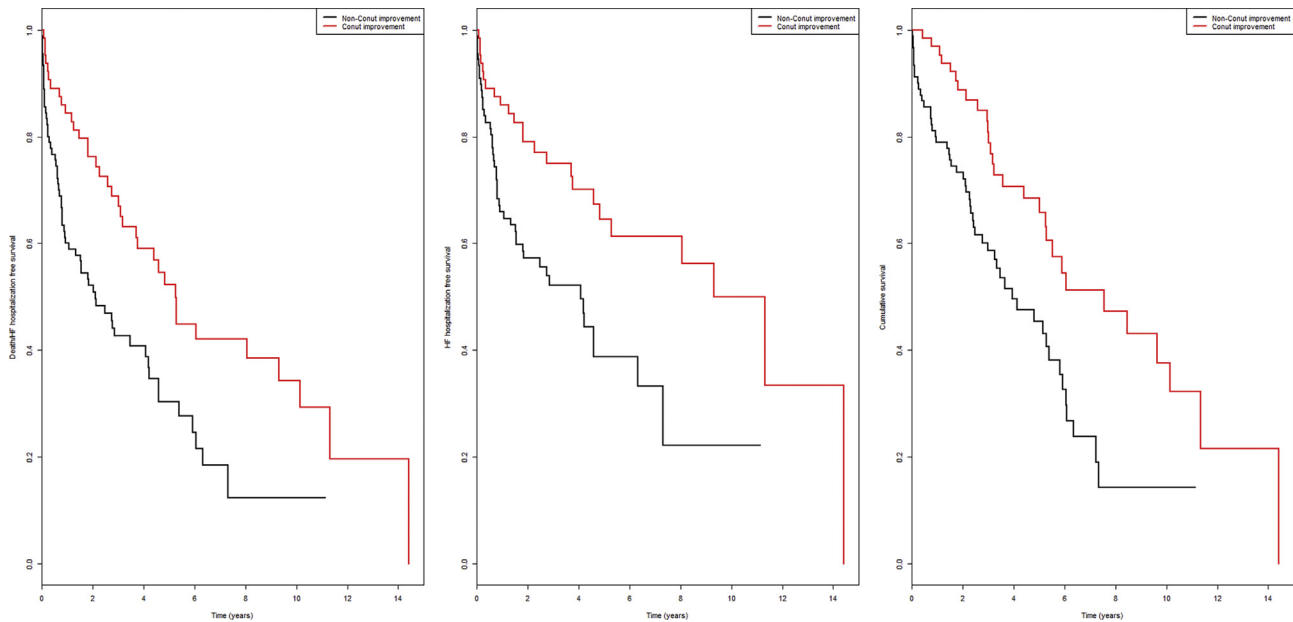 Non-Conut improvement
Conut improvement
Death/HF hospitalization free survival
1.0
0.8
0.6
0.4
0.2
0.0
0 2 4 6 8 10 12 14
Time (years)
Non-Conut improvement
Conut improvement
HF hospitalization free survival
1.0
0.8
0.6
0.4
0.2
0.0
0 2 4 6 8 10 12 14
Time (years)
Non-Conut improvement
Conut improvement
Cumulative survival
1.0
0.8
0.6
0.4
0.2
0.0
0 2 4 6 8 10 12 14
Time (years)